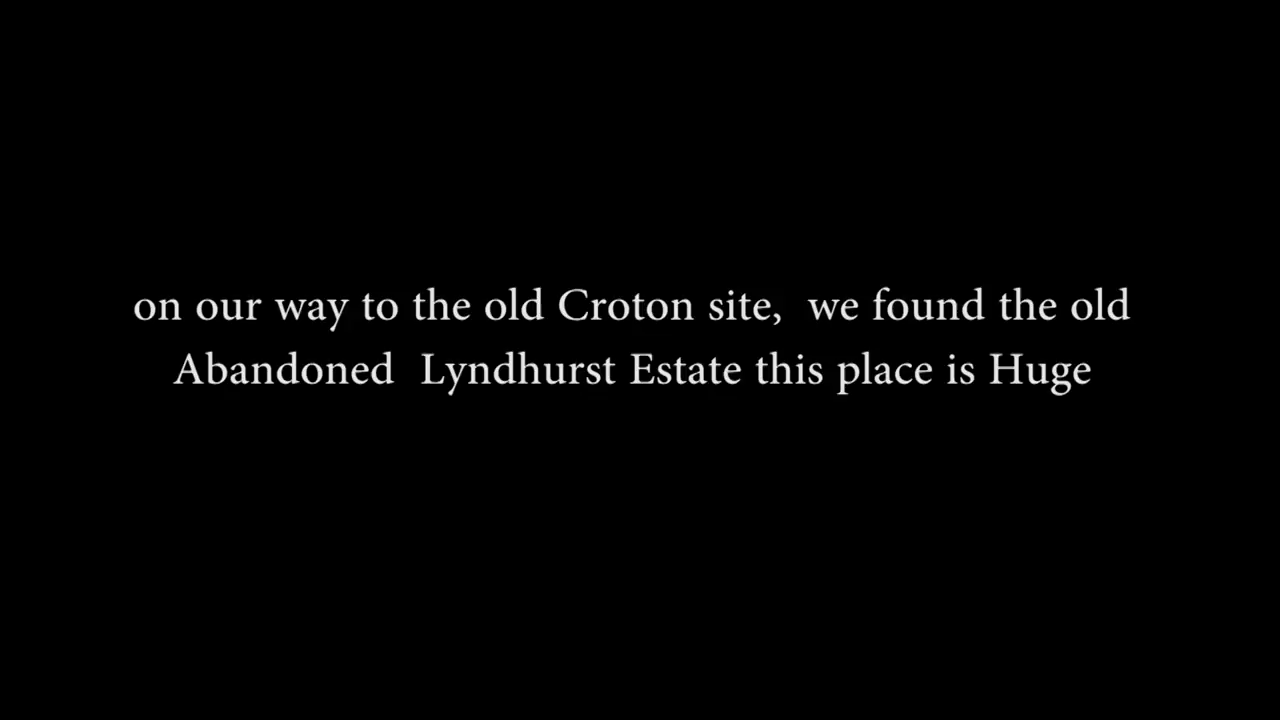 on our way to the old Croton site,  we found the old
Abandoned  Lyndhurst Estate this place is Huge